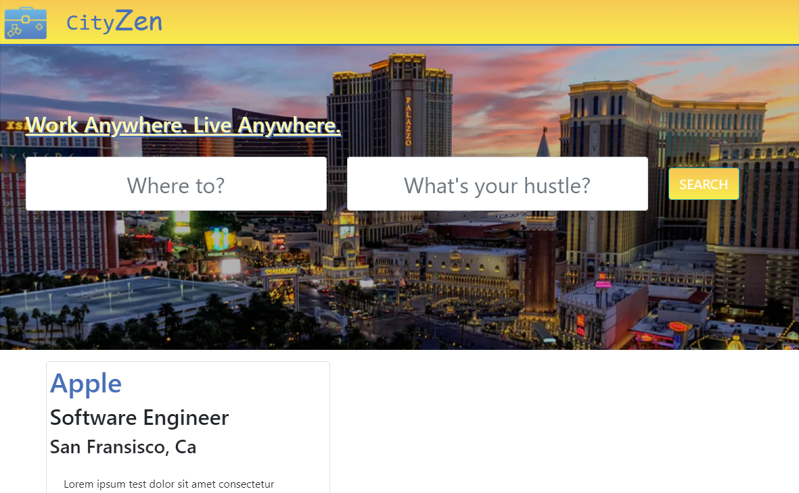 CityZen
PALAZZO
Work Anywhere. Live Anywhere.
Where to?
What's your hustle?
SEARCH
Apple
Software Engineer
San Fransisco, Ca
Lorem ipsum test dolor sit amet consectetur